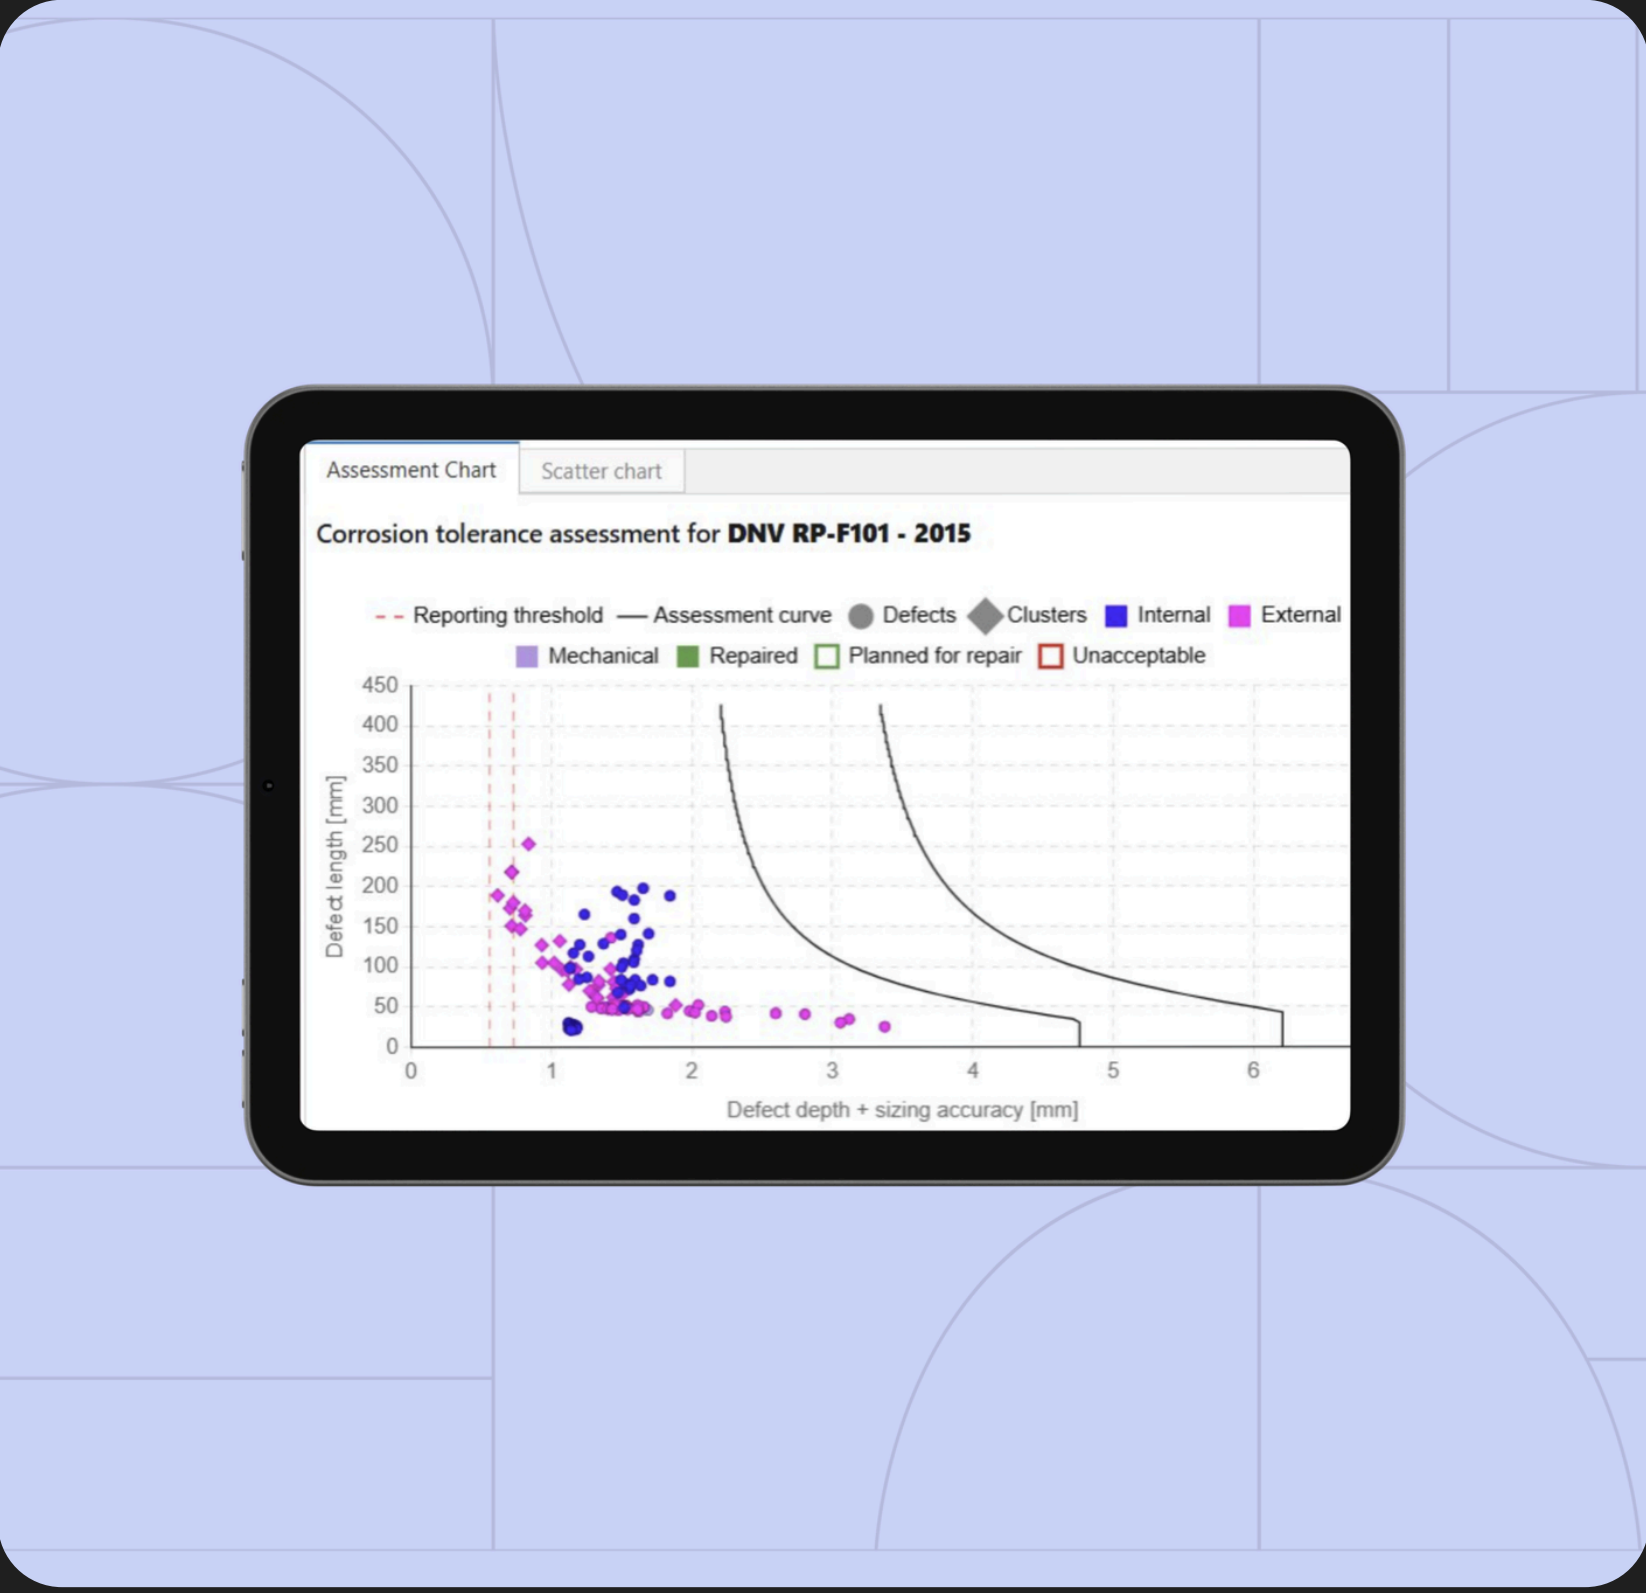 Assessment Chart Scatter chart
Corrosion tolerance assessment for DNV RP-F101 - 2015
Reporting threshold Assessment curve Defects Clusters Internal External
Mechanical Repaired Planned for repair Unacceptable
450
400
350
300
250
200
150
100
50
0
Defect length [mm]
0 1 2 3 4 5 6
Defect depth + sizing accuracy [mm]